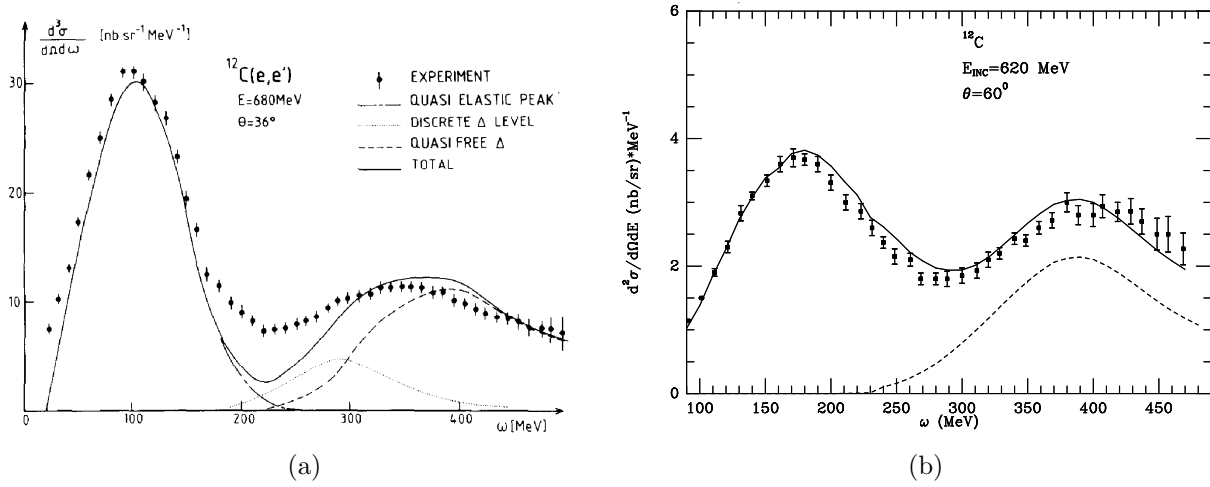 d³σ
dΩdω [nb sr⁻¹ MeV⁻¹]
¹²C(e,e′)
E=680MeV
θ=36°
EXPERIMENT
QUASI ELASTIC PEAK
DISCRETE Δ LEVEL
QUASI FREE Δ
TOTAL
30
20
10
0 100 200 300 400
ω[MeV]
(a)
6
4
2
0
d²σ/dΩdE (nb/sr)*MeV⁻¹
¹²C
E_INC=620 MeV
θ=60⁰
100 150 200 250 300 350 400 450
ω (MeV)
(b)